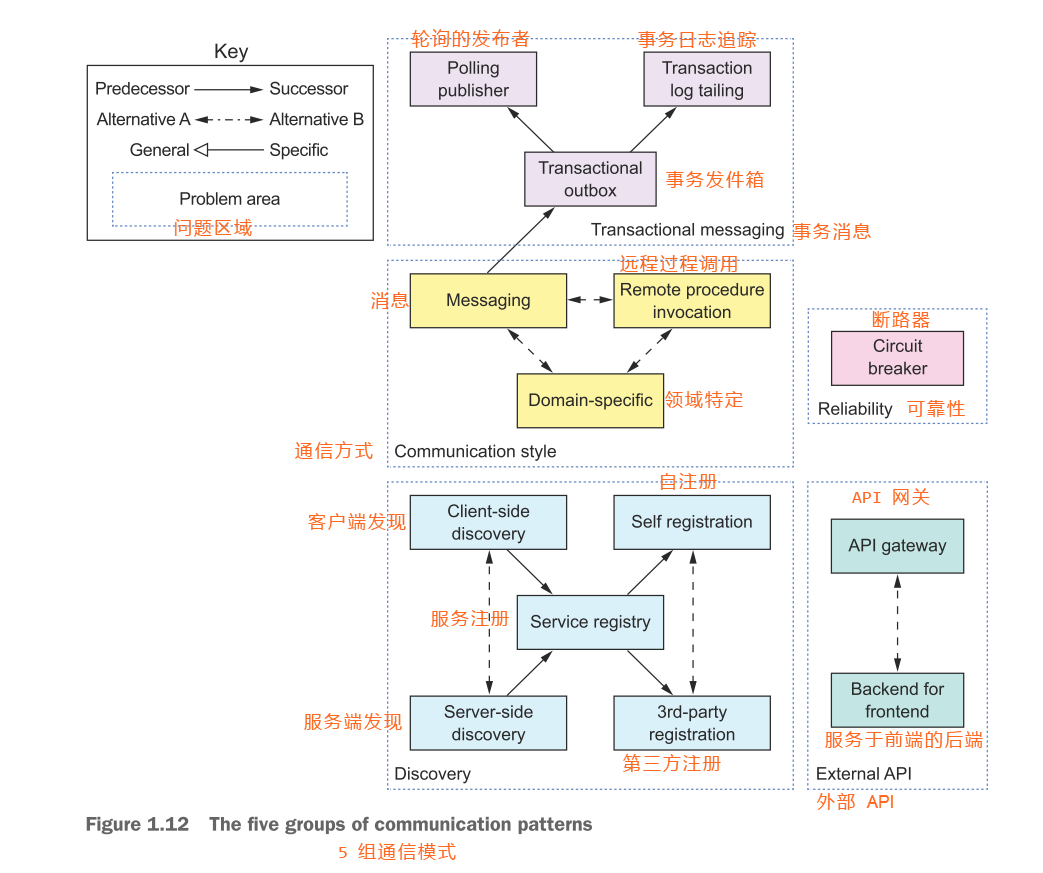 Key
Predecessor
Successor
Alternative A
Alternative B
General
Specific
Problem area
问题区域
轮询的发布者
Polling
publisher
事务日志追踪
Transaction
log tailing
Transactional
outbox
事务发件箱
Transactional messaging
事务消息
消息
Messaging
远程过程调用
Remote procedure
invocation
Domain-specific
领域特定
通信方式
Communication style
断路器
Circuit
breaker
Reliability
可靠性
客户端发现
Client-side
discovery
自注册
Self registration
服务注册
Service registry
服务端发现
Server-side
discovery
3rd-party
registration
第三方注册
Discovery
API 网关
API gateway
Backend for
frontend
服务于前端的后端
External API
外部 API
Figure 1.12 The five groups of communication patterns
5 组通信模式